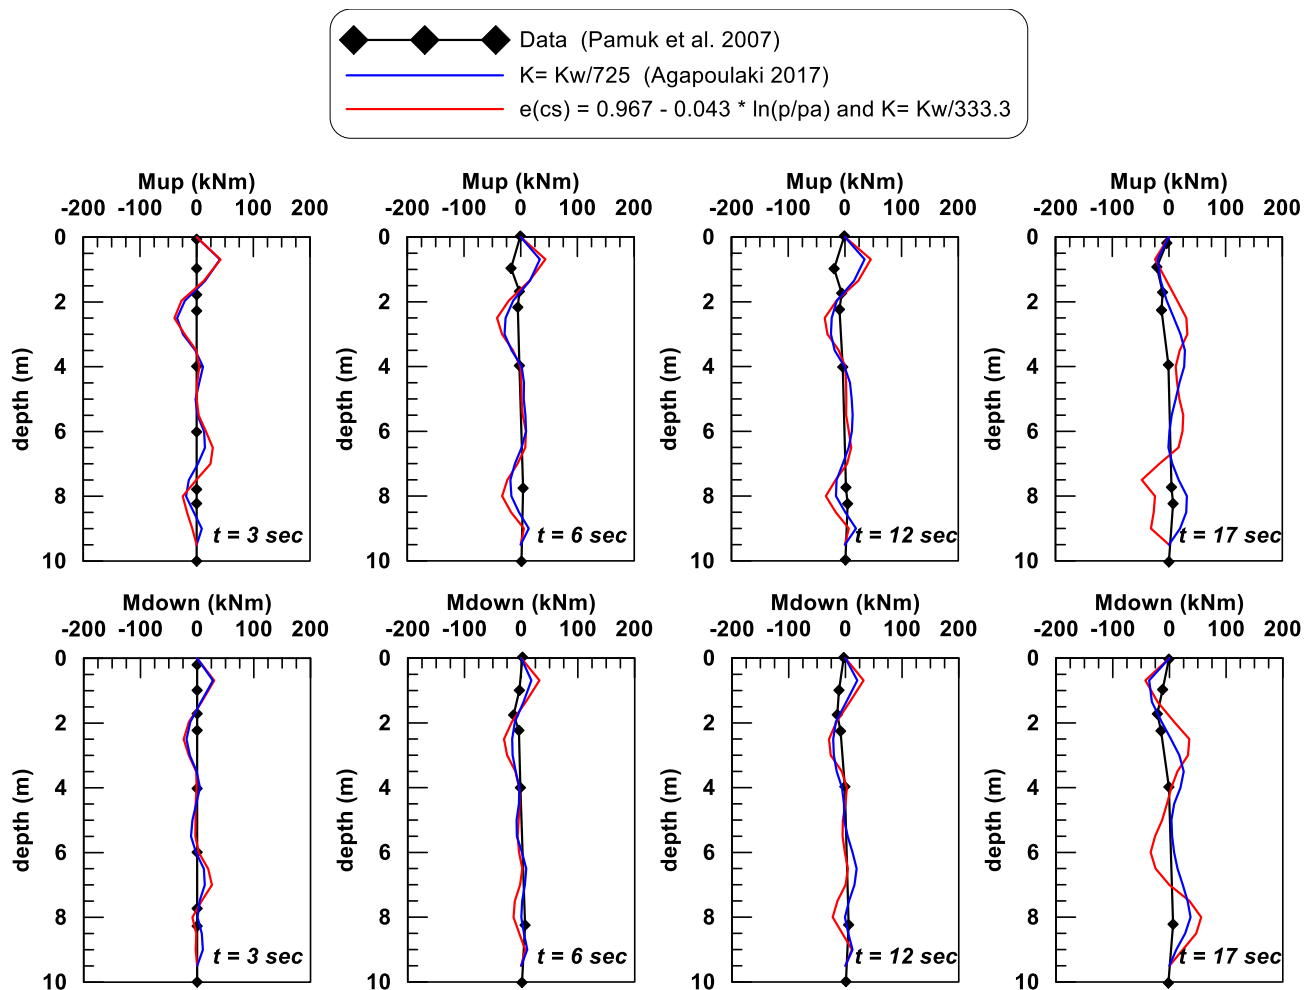 Data (Pamuk et al. 2007)
K= Kw/725 (Agapoulaki 2017)
e(cs) = 0.967 - 0.043 * ln(p/pa) and K= Kw/333.3
Mup (kNm) Mup (kNm) Mup (kNm) Mup (kNm)
-200 -100 0 100 200 -200 -100 0 100 200 -200 -100 0 100 200 -200 -100 0 100 200
0 0 0 0
2 2 2 2
depth (m) depth (m) depth (m) depth (m)
4 4 4 4
6 6 6 6
8 8 8 8
t = 3 sec t = 6 sec t = 12 sec t = 17 sec
10 10 10 10
Mdown (kNm) Mdown (kNm) Mdown (kNm) Mdown (kNm)
-200 -100 0 100 200 -200 -100 0 100 200 -200 -100 0 100 200 -200 -100 0 100 200
0 0 0 0
2 2 2 2
depth (m) depth (m) depth (m) depth (m)
4 4 4 4
6 6 6 6
8 8 8 8
t = 3 sec t = 6 sec t = 12 sec t = 17 sec
10 10 10 10